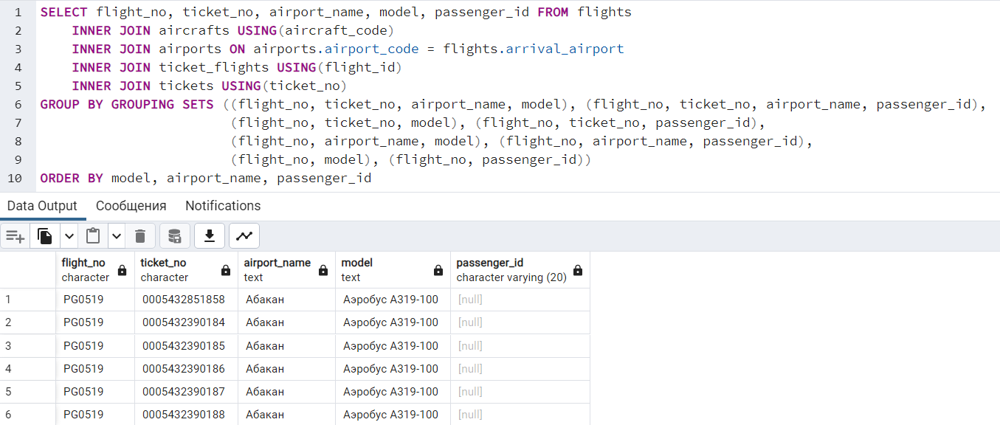 1 SELECT flight_no, ticket_no, airport_name, model, passenger_id FROM flights
2 INNER JOIN aircrafts USING(aircraft_code)
3 INNER JOIN airports ON airports.airport_code = flights.arrival_airport
4 INNER JOIN ticket_flights USING(flight_id)
5 INNER JOIN tickets USING(ticket_no)
6 GROUP BY GROUPING SETS ((flight_no, ticket_no, airport_name, model), (flight_no, ticket_no, airport_name, passenger_id),
7 (flight_no, ticket_no, model), (flight_no, ticket_no, passenger_id),
8 (flight_no, airport_name, model), (flight_no, airport_name, passenger_id),
9 (flight_no, model), (flight_no, passenger_id))
10 ORDER BY model, airport_name, passenger_id
Data Output Сообщения Notifications
flight_no ticket_no airport_name model passenger_id
character character text text character varying (20)
1 PG0519 0005432851858 Абакан Аэробус A319-100 [null]
2 PG0519 0005432390184 Абакан Аэробус A319-100 [null]
3 PG0519 0005432390185 Абакан Аэробус A319-100 [null]
4 PG0519 0005432390186 Абакан Аэробус A319-100 [null]
5 PG0519 0005432390187 Абакан Аэробус A319-100 [null]
6 PG0519 0005432390188 Абакан Аэробус A319-100 [null]